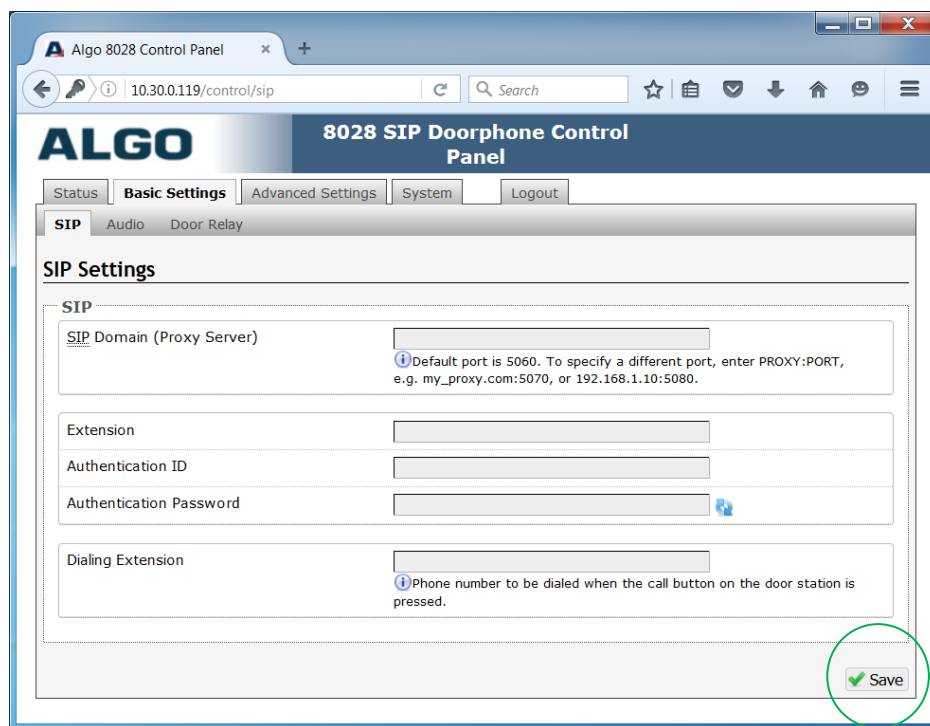 Algo 8028 Control Panel
10.30.0.119/control/sip
Search
ALGO
8028 SIP Doorphone Control
Panel
Status
Basic Settings
Advanced Settings
System
Logout
SIP
Audio
Door Relay
SIP Settings
SIP
SIP Domain (Proxy Server)
Default port is 5060. To specify a different port, enter PROXY:PORT,
e.g. my_proxy.com:5070, or 192.168.1.10:5080.
Extension
Authentication ID
Authentication Password
Dialing Extension
Phone number to be dialed when the call button on the door station is
pressed.
Save